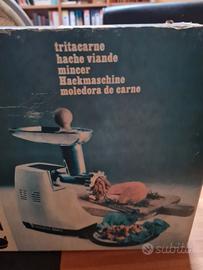 tritacarne
hache viande
mincer
Hackmaschine
moledora de carne
subito